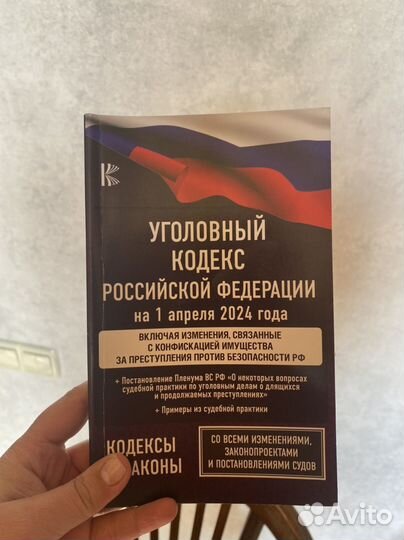 К
УГОЛОВНЫЙ
КОДЕКС
РОССИЙСКОЙ ФЕДЕРАЦИИ
на 1 апреля 2024 года
ВКЛЮЧАЯ ИЗМЕНЕНИЯ, СВЯЗАННЫЕ
С КОНФИСКАЦИЕЙ ИМУЩЕСТВА
ЗА ПРЕСТУПЛЕНИЯ ПРОТИВ БЕЗОПАСНОСТИ РФ
+ Постановление Пленума ВС РФ «О некоторых вопросах
судебной практики по уголовным делам о длящихся
и продолжаемых преступлениях»
+ Примеры из судебной практики
КОДЕКСЫ
АКОНЫ
СО ВСЕМИ ИЗМЕНЕНИЯМИ,
ЗАКОНОПРОЕКТАМИ
И ПОСТАНОВЛЕНИЯМИ СУДОВ
Avito